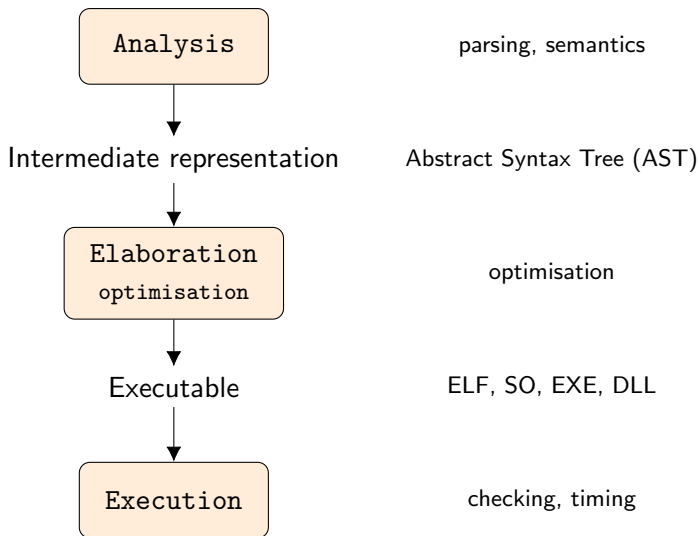 Analysis
parsing, semantics
Intermediate representation
Abstract Syntax Tree (AST)
Elaboration
optimisation
optimisation
Executable
ELF, SO, EXE, DLL
Execution
checking, timing